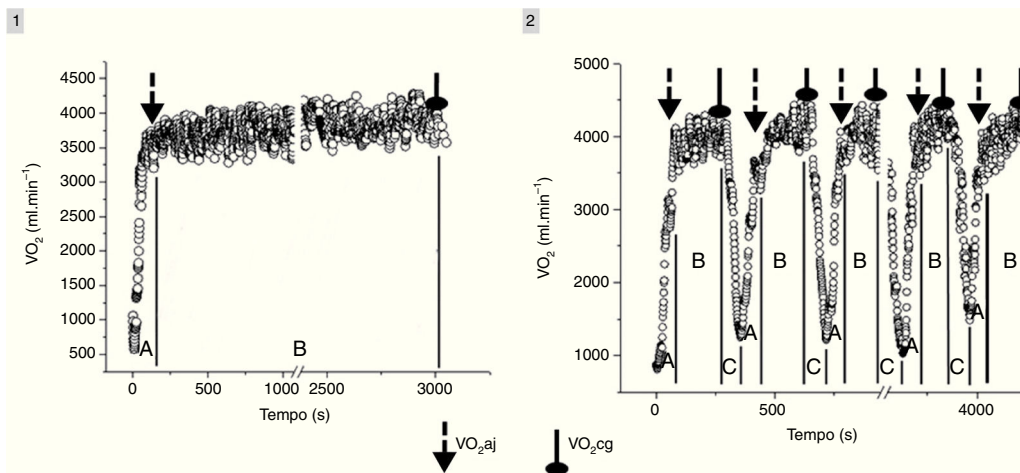 1
4500
4000
3500
3000
2500
2000
1500
1000
500
VO2 (ml.min−1)
A
B
0 500 1000 2500 3000
Tempo (s)
2
5000
4000
3000
2000
1000
VO2 (ml.min−1)
B B B B
A A A A A
C C C C
0 500 4000
Tempo (s)
VO2aj
VO2cg